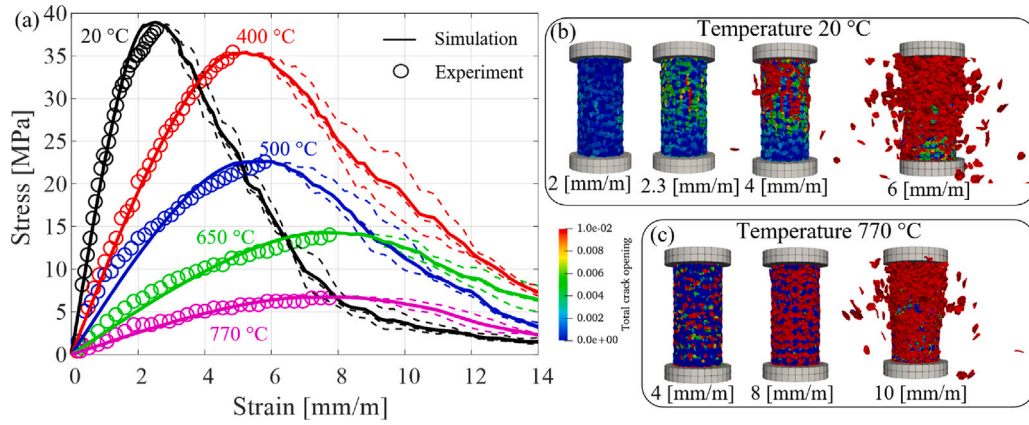 (a)
40
35
30
25
20
15
10
5
0
Stress [MPa]
0 2 4 6 8 10 12 14
Strain [mm/m]
20 °C
400 °C
500 °C
650 °C
770 °C
Simulation
Experiment
Total crack opening
1.0e-02
0.008
0.006
0.004
0.002
0.0e+00
(b)
Temperature 20 °C
2 [mm/m]
2.3 [mm/m]
4 [mm/m]
6 [mm/m]
(c)
Temperature 770 °C
4 [mm/m]
8 [mm/m]
10 [mm/m]